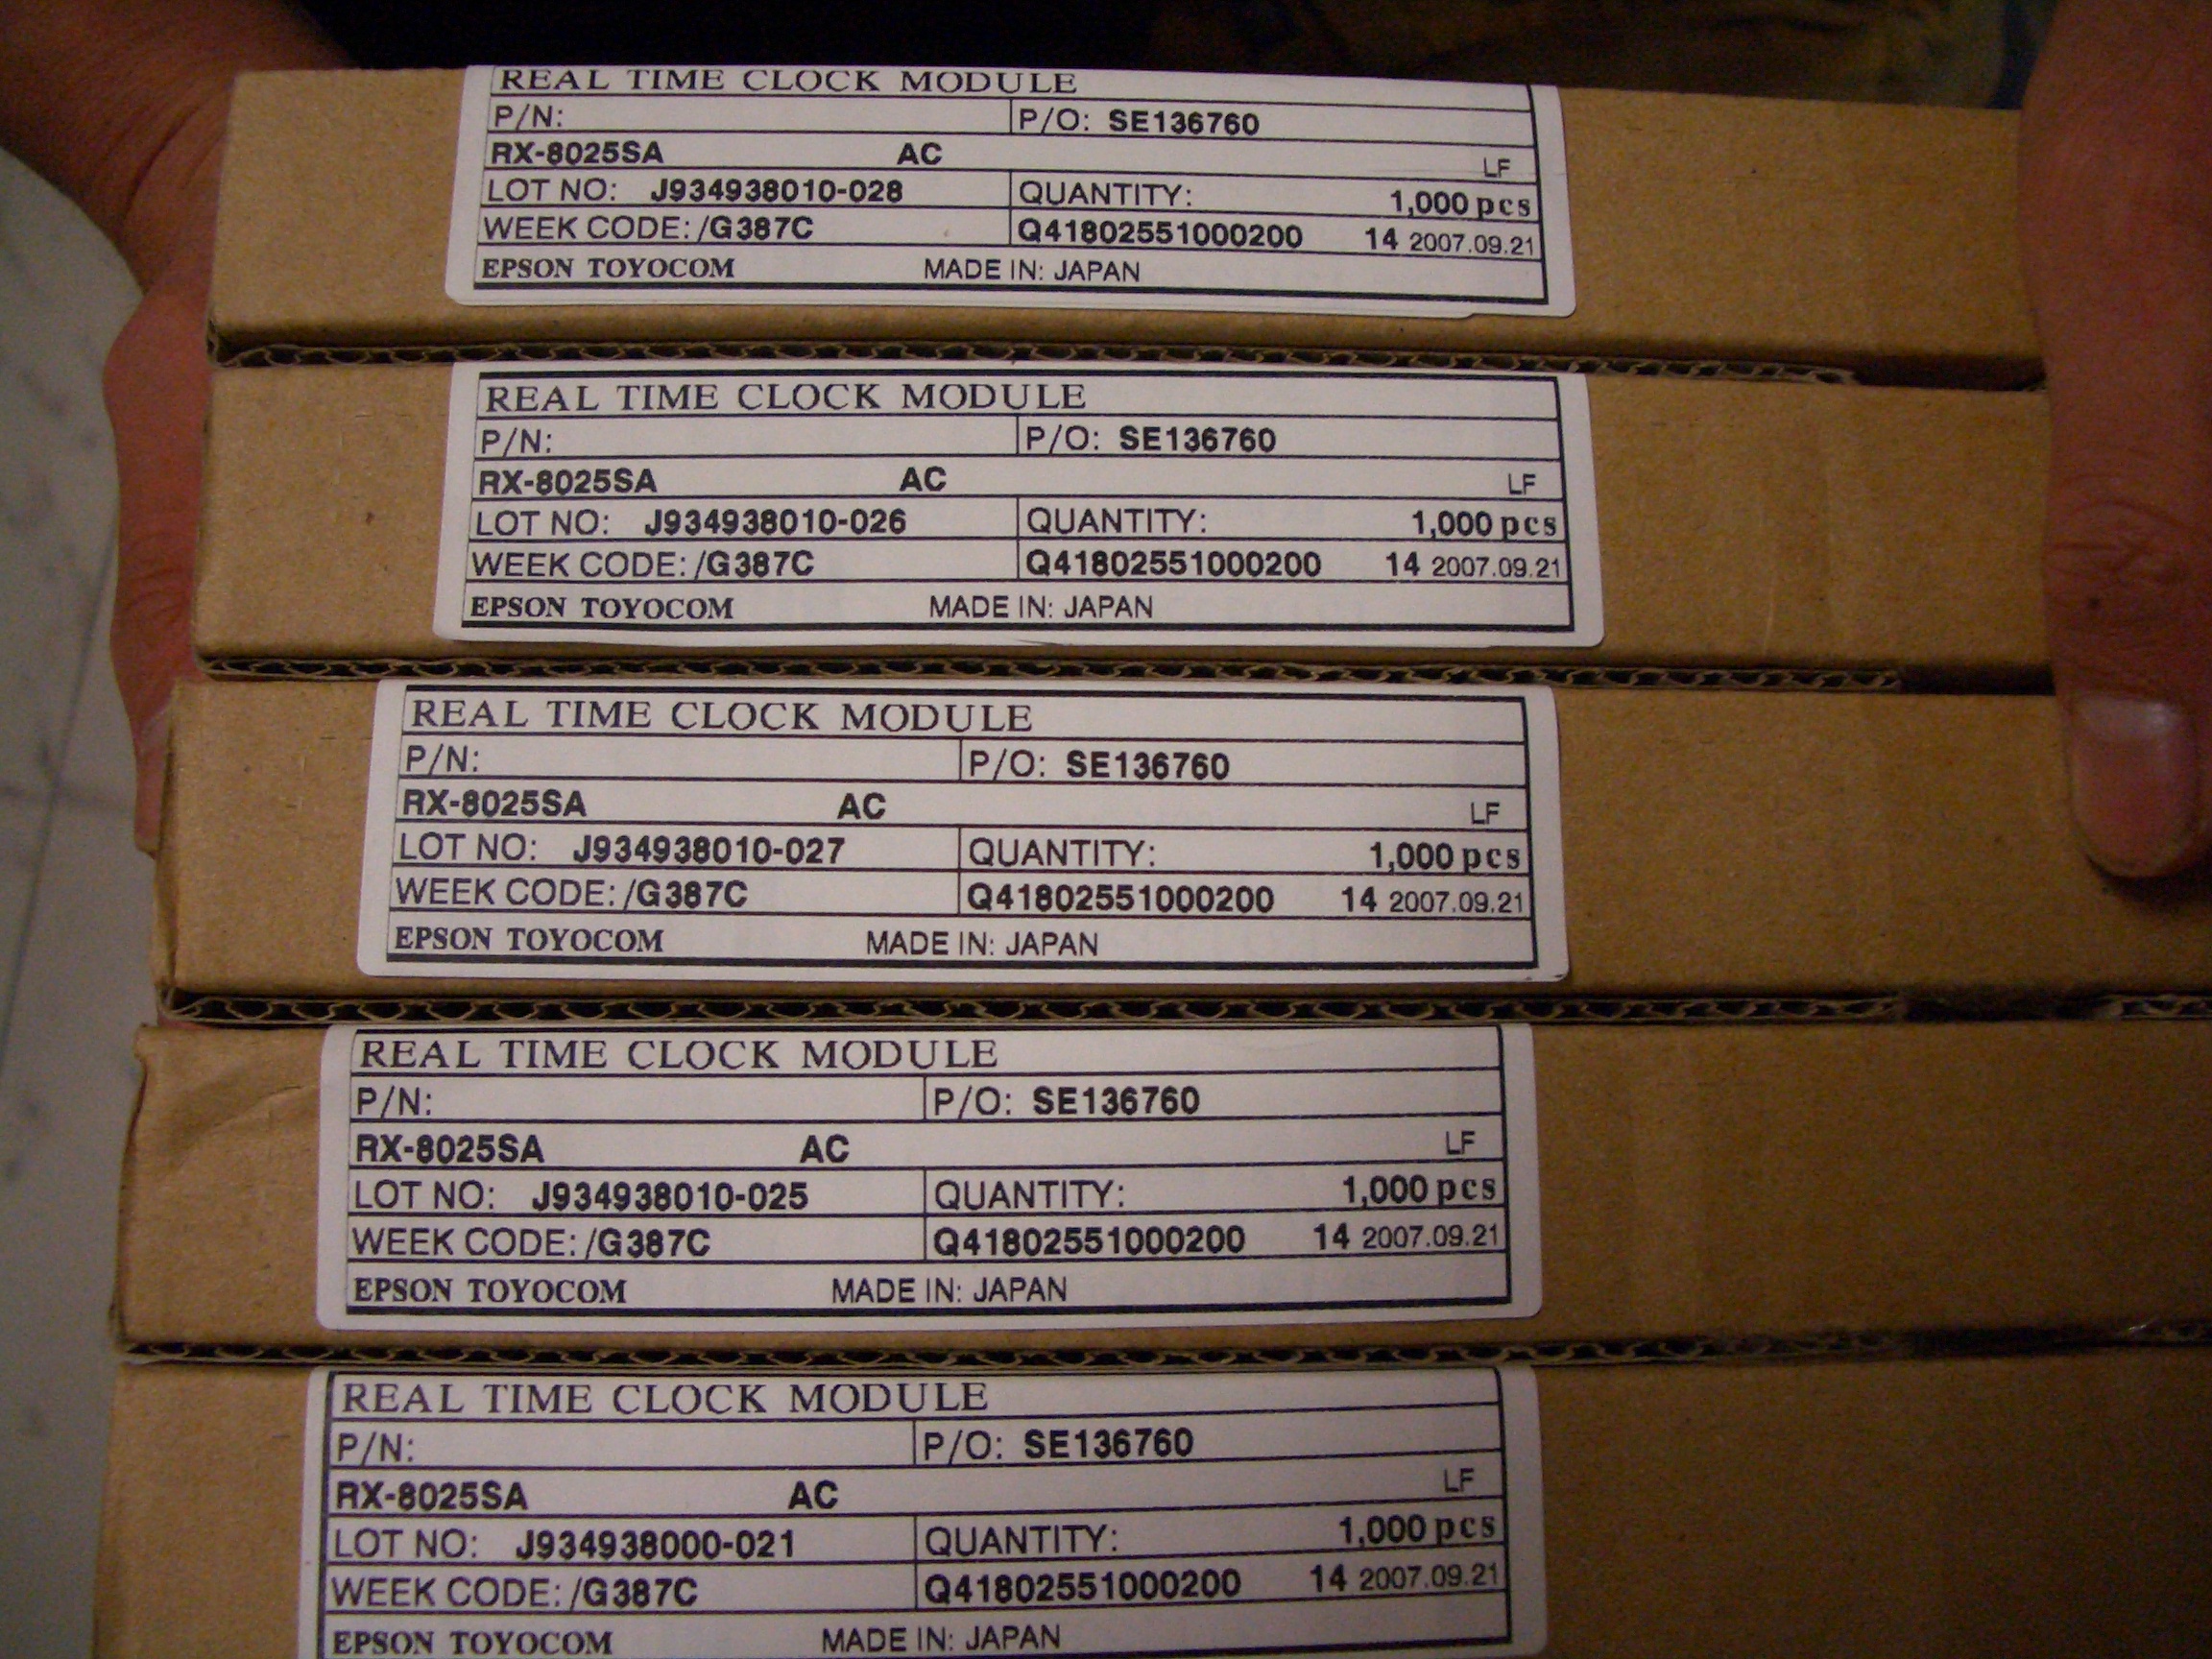 REAL TIME CLOCK MODULE
P/N: P/O: SE136760
RX-8025SA AC LF
LOT NO: J934938010-028 QUANTITY: 1,000 pcs
WEEK CODE: /G387C Q41802551000200 14 2007.09.21
EPSON TOYOCOM MADE IN: JAPAN
REAL TIME CLOCK MODULE
P/N: P/O: SE136760
RX-8025SA AC LF
LOT NO: J934938010-026 QUANTITY: 1,000 pcs
WEEK CODE: /G387C Q41802551000200 14 2007.09.21
EPSON TOYOCOM MADE IN: JAPAN
REAL TIME CLOCK MODULE
P/N: P/O: SE136760
RX-8025SA AC LF
LOT NO: J934938010-027 QUANTITY: 1,000 pcs
WEEK CODE: /G387C Q41802551000200 14 2007.09.21
EPSON TOYOCOM MADE IN: JAPAN
REAL TIME CLOCK MODULE
P/N: P/O: SE136760
RX-8025SA AC LF
LOT NO: J934938010-025 QUANTITY: 1,000 pcs
WEEK CODE: /G387C Q41802551000200 14 2007.09.21
EPSON TOYOCOM MADE IN: JAPAN
REAL TIME CLOCK MODULE
P/N: P/O: SE136760
RX-8025SA AC LF
LOT NO: J934938000-021 QUANTITY: 1,000 pcs
WEEK CODE: /G387C Q41802551000200 14 2007.09.21
EPSON TOYOCOM MADE IN: JAPAN